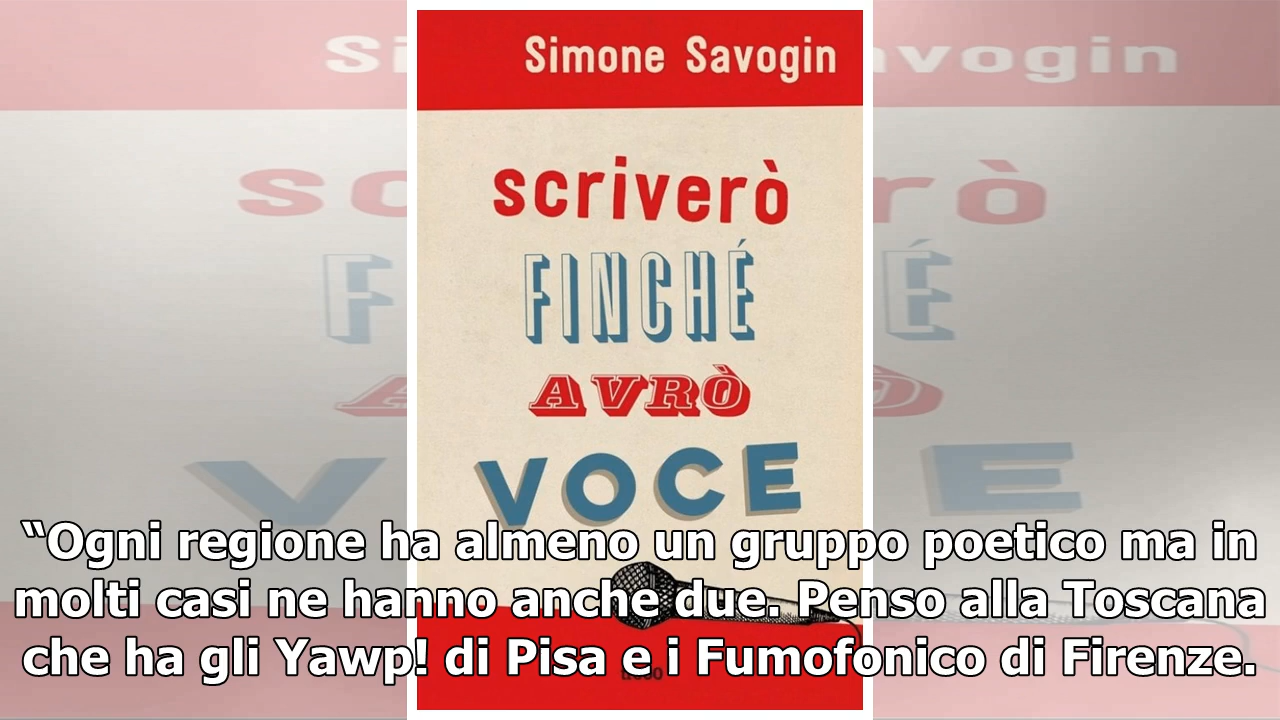 Simone Savogin
scriverò
FINCHÉ
AVRÒ
VOCE
“Ogni regione ha almeno un gruppo poetico ma in
molti casi ne hanno anche due. Penso alla Toscana
che ha gli Yawp! di Pisa e i Fumofonico di Firenze.